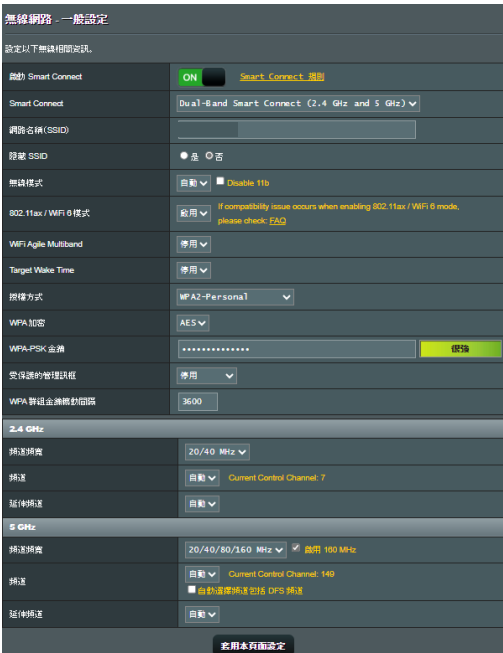 無線網路 - 一般設定
設定以下無線相關資訊。
啟動 Smart Connect ON Smart Connect 規則
Smart Connect Dual-Band Smart Connect (2.4 GHz and 5 GHz)
網路名稱(SSID)
隱藏 SSID 是 否
無線模式 自動 Disable 11b
802.11ax / WiFi 6 模式 啟用 If compatibility issue occurs when enabling 802.11ax / WiFi 6 mode,
please check: FAQ
WiFi Agile Multiband 停用
Target Wake Time 停用
授權方式 WPA2-Personal
WPA 加密 AES
WPA-PSK 金鑰 •••••••••••••• 很強
受保護的管理訊框 停用
WPA 群組金鑰轉動間隔 3600
2.4 GHz
頻道頻寬 20/40 MHz
頻道 自動 Current Control Channel: 7
延伸頻道 自動
5 GHz
頻道頻寬 20/40/80/160 MHz 啟用 160 MHz
頻道 自動 Current Control Channel: 149
自動選擇頻道包括 DFS 頻道
延伸頻道 自動
套用本頁面設定